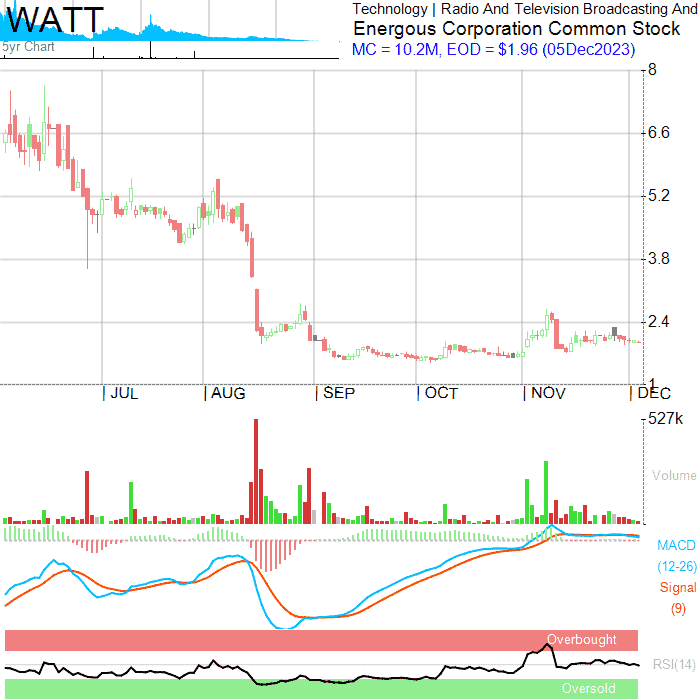 WATT
5yr Chart
Technology | Radio And Television Broadcasting And
Energous Corporation Common Stock
MC = 10.2M, EOD = $1.96 (05Dec2023)
8
6.6
5.2
3.8
2.4
1
JUL
AUG
SEP
OCT
NOV
DEC
527k
Volume
MACD
(12-26)
Signal
(9)
Overbought
RSI(14)
Oversold